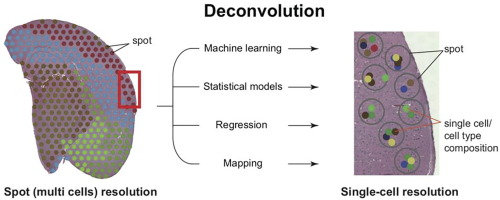 Deconvolution
spot
Machine learning
Statistical models
Regression
Mapping
spot
single cell/
cell type
composition
Spot (multi cells) resolution
Single-cell resolution